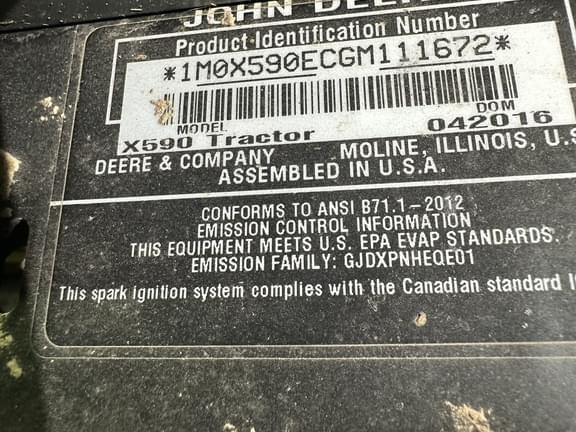 JOHN DEER
Product Identification Number
*1M0X590ECGM111672*
MODEL DOM
X590 Tractor 042016
DEERE & COMPANY MOLINE, ILLINOIS, U.S
ASSEMBLED IN U.S.A.
CONFORMS TO ANSI B71.1-2012
EMISSION CONTROL INFORMATION
THIS EQUIPMENT MEETS U.S. EPA EVAP STANDARDS.
EMISSION FAMILY: GJDXPNHEQE01
This spark ignition system complies with the Canadian standard I